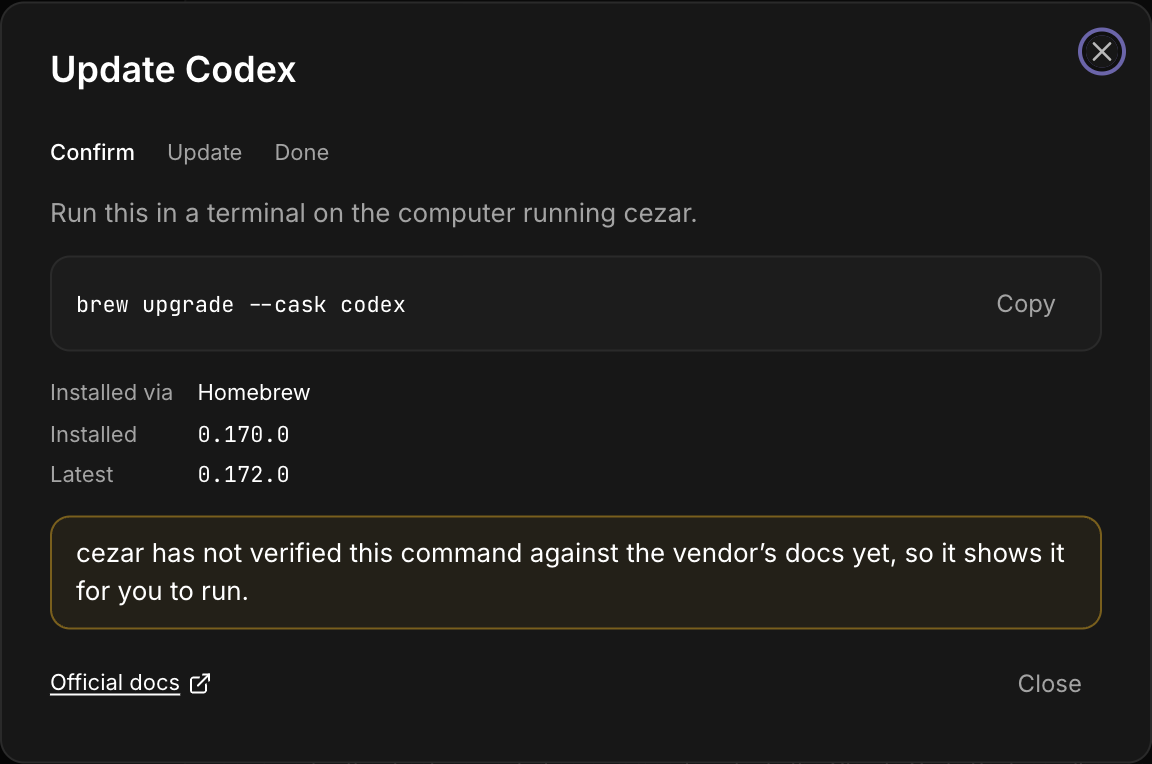 Update Codex
Confirm Update Done
Run this in a terminal on the computer running cezar.
brew upgrade --cask codex Copy
Installed via Homebrew
Installed 0.170.0
Latest 0.172.0
cezar has not verified this command against the vendor’s docs yet, so it shows it
for you to run.
Official docs Close